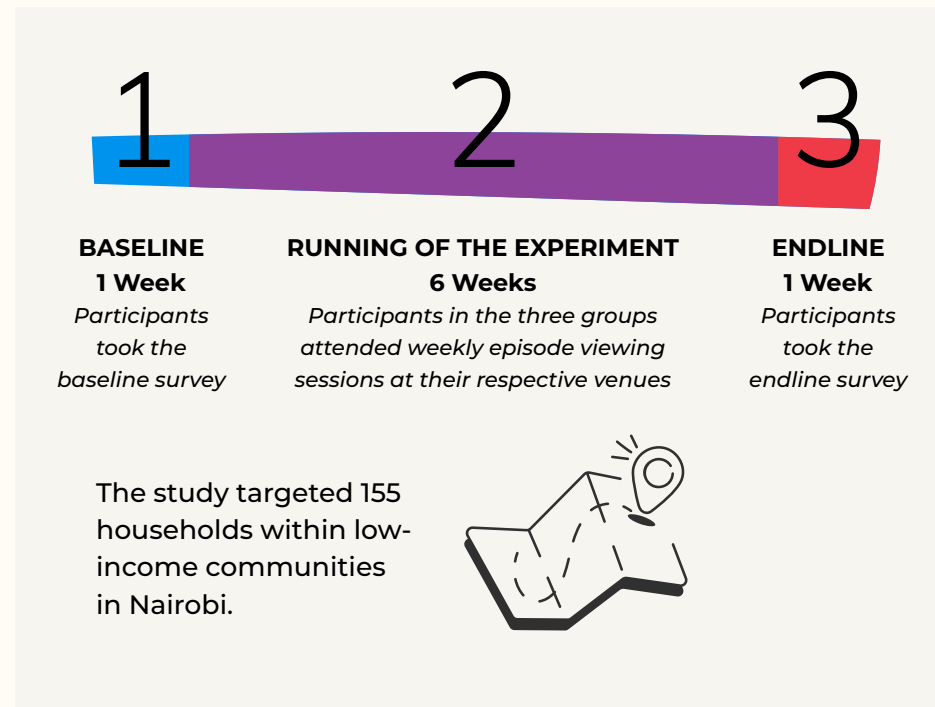 1
2
3
BASELINE
1 Week
Participants
took the
baseline survey
RUNNING OF THE EXPERIMENT
6 Weeks
Participants in the three groups
attended weekly episode viewing
sessions at their respective venues
ENDLINE
1 Week
Participants
took the
endline survey
The study targeted 155
households within low-
income communities
in Nairobi.